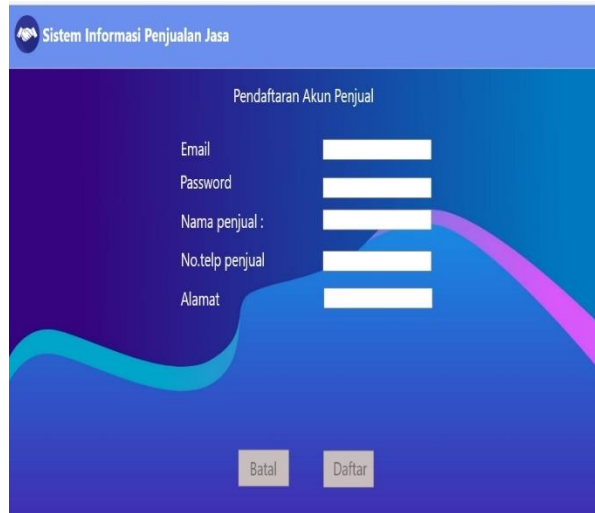 Sistem Informasi Penjualan Jasa
Pendaftaran Akun Penjual
Email
Password
Nama penjual :
No.telp penjual
Alamat
Batal Daftar